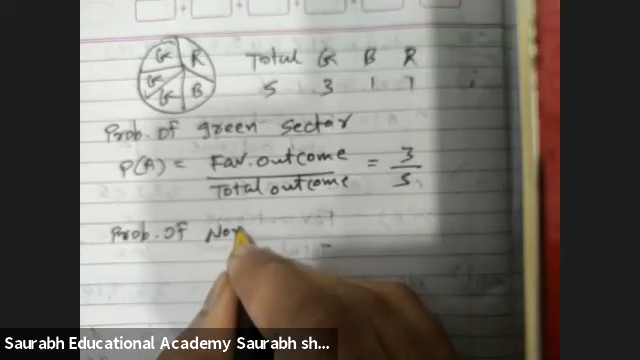 G R
G
G B
Total G B R
5 3 1 1
Prob. of green sector
P(A) = Fav. outcome / Total outcome = 3/5
Prob. of Non
Saurabh Educational Academy Saurabh sh...